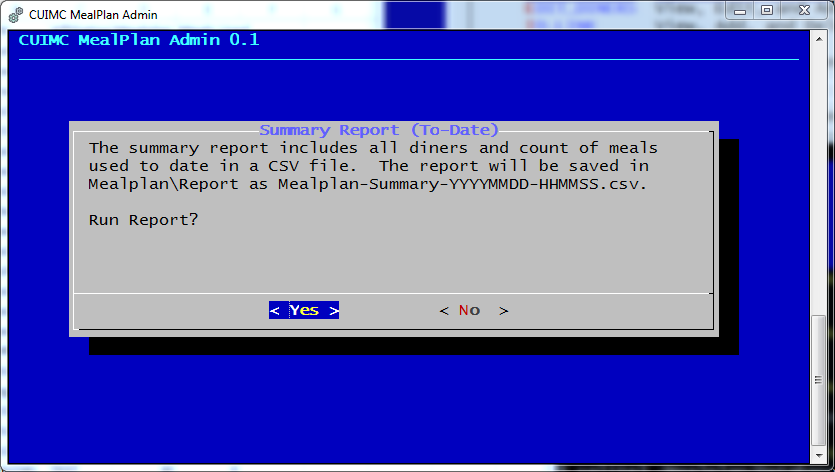 CUIMC MealPlan Admin
CUIMC MealPlan Admin 0.1
Summary Report (To-Date)
The summary report includes all diners and count of meals
used to date in a CSV file.  The report will be saved in
Mealplan\Report as Mealplan-Summary-YYYYMMDD-HHMMSS.csv.
Run Report?
< Yes > < No  >